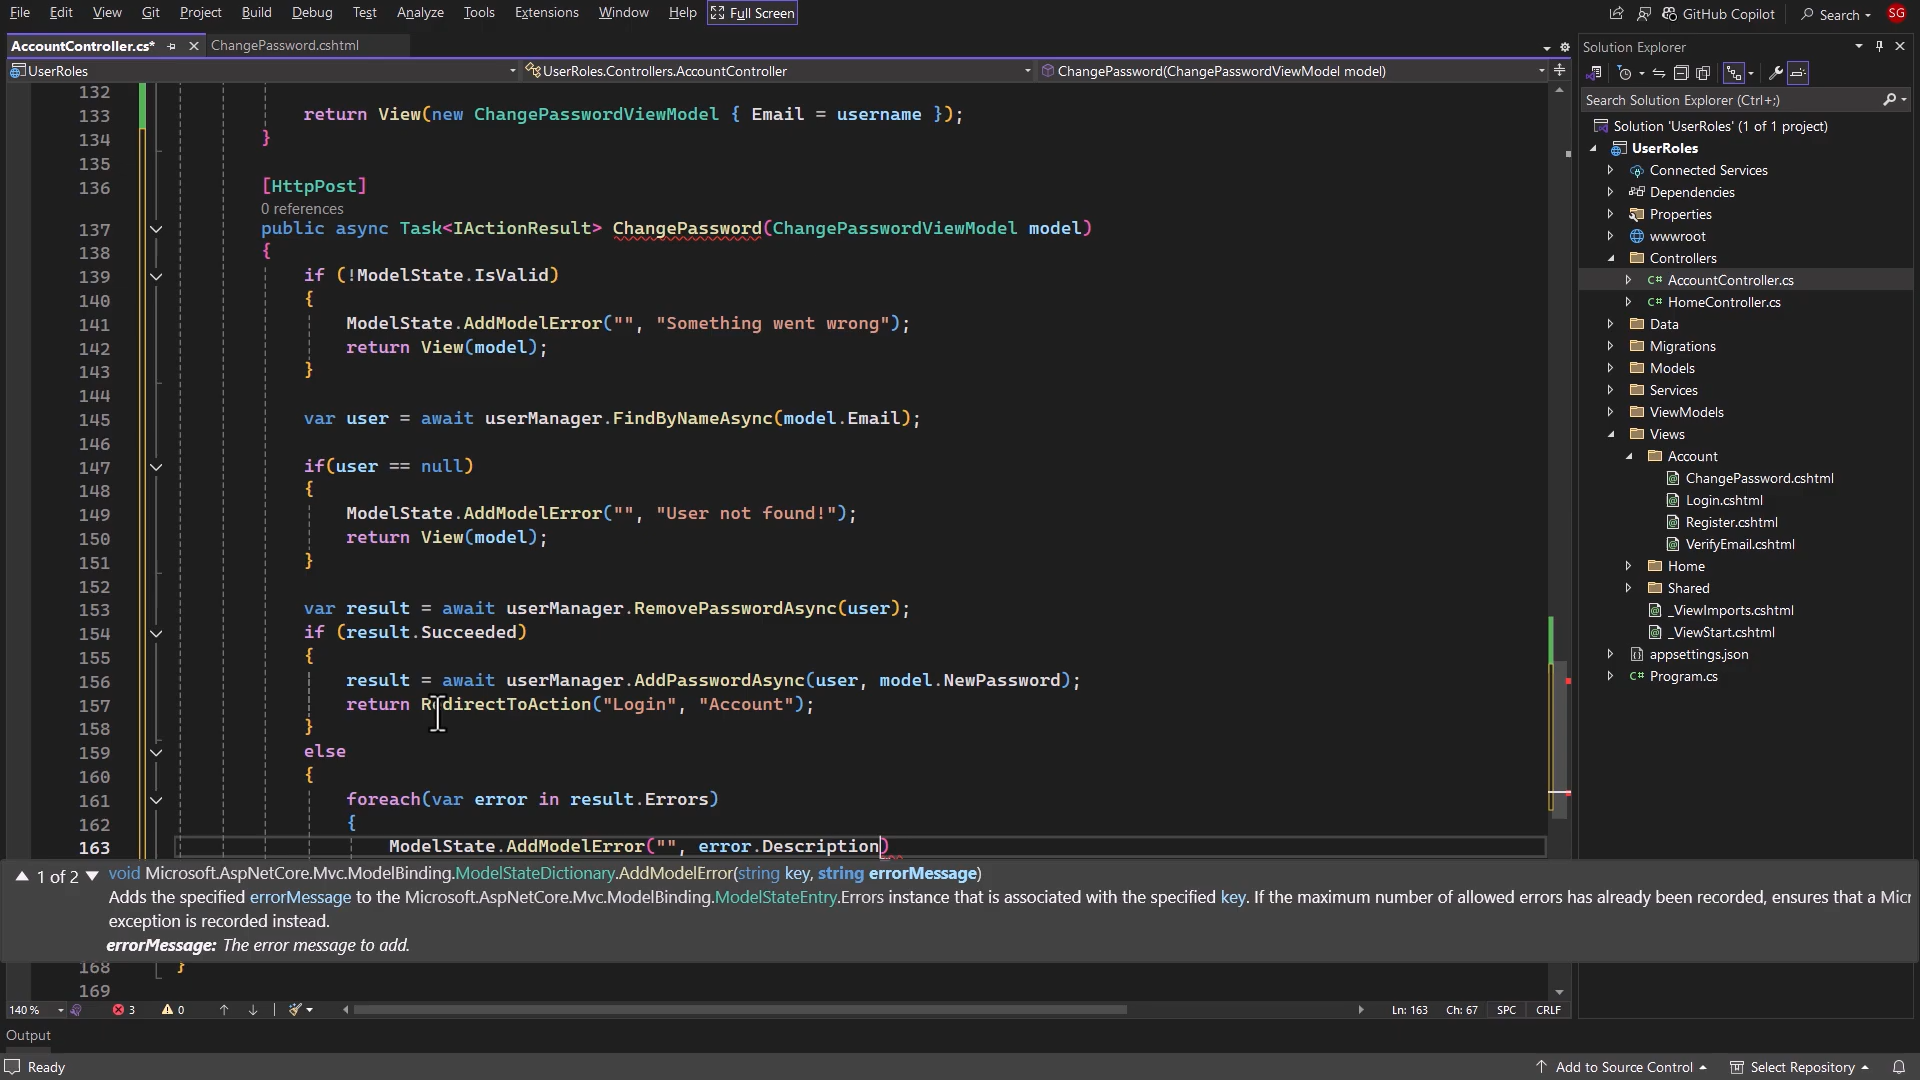 File Edit View Git Project Build Debug Test Analyze Tools Extensions Window Help Full Screen GitHub Copilot Search SG
AccountController.cs* ChangePassword.cshtml
UserRoles UserRoles.Controllers.AccountController ChangePassword(ChangePasswordViewModel model)
132
133 return View(new ChangePasswordViewModel { Email = username });
134 }
135
136 [HttpPost]
0 references
137 public async Task<IActionResult> ChangePassword(ChangePasswordViewModel model)
138 {
139 if (!ModelState.IsValid)
140 {
141 ModelState.AddModelError("", "Something went wrong");
142 return View(model);
143 }
144
145 var user = await userManager.FindByNameAsync(model.Email);
146
147 if(user == null)
148 {
149 ModelState.AddModelError("", "User not found!");
150 return View(model);
151 }
152
153 var result = await userManager.RemovePasswordAsync(user);
154 if (result.Succeeded)
155 {
156 result = await userManager.AddPasswordAsync(user, model.NewPassword);
157 return RedirectToAction("Login", "Account");
158 }
159 else
160 {
161 foreach(var error in result.Errors)
162 {
163 ModelState.AddModelError("", error.Description)
1 of 2 void Microsoft.AspNetCore.Mvc.ModelBinding.ModelStateDictionary.AddModelError(string key, string errorMessage)
Adds the specified errorMessage to the Microsoft.AspNetCore.Mvc.ModelBinding.ModelStateEntry.Errors instance that is associated with the specified key. If the maximum number of allowed errors has already been recorded, ensures that a Micr
exception is recorded instead.
errorMessage: The error message to add.
168 }
169
140 % 3 0 Ln: 163 Ch: 67 SPC CRLF
Output
Ready Add to Source Control Select Repository
Solution Explorer
Search Solution Explorer (Ctrl+;)
Solution 'UserRoles' (1 of 1 project)
UserRoles
Connected Services
Dependencies
Properties
wwwroot
Controllers
C# AccountController.cs
C# HomeController.cs
Data
Migrations
Models
Services
ViewModels
Views
Account
ChangePassword.cshtml
Login.cshtml
Register.cshtml
VerifyEmail.cshtml
Home
Shared
_ViewImports.cshtml
_ViewStart.cshtml
appsettings.json
C# Program.cs